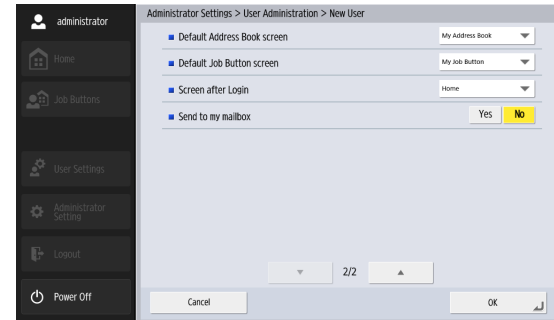 administrator
Home
Job Buttons
User Settings
Administrator
Setting
Logout
Power Off
Administrator Settings > User Administration > New User
Default Address Book screen
My Address Book
Default Job Button screen
My Job Button
Screen after Login
Home
Send to my mailbox
Yes No
2/2
Cancel
OK